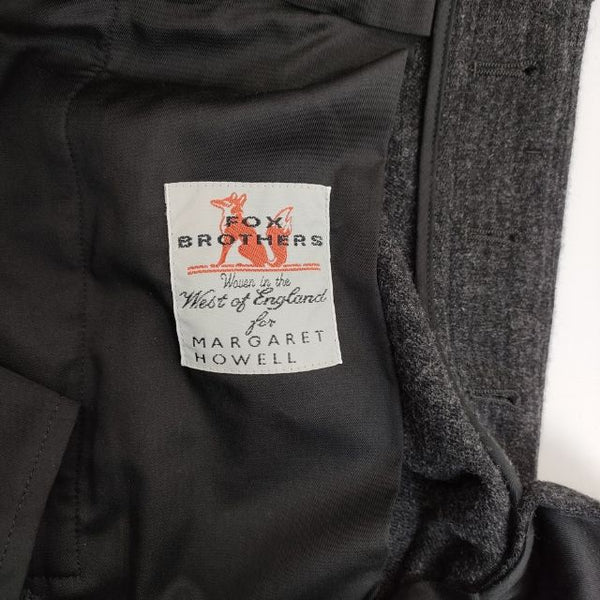 FOX
BROTHERS
Woven in the
West of England
for
MARGARET
HOWELL